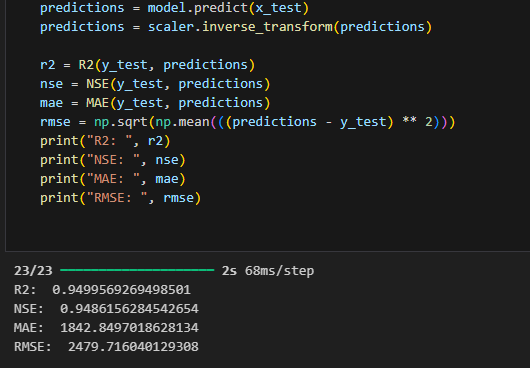 predictions = model.predict(x_test)
predictions = scaler.inverse_transform(predictions)
r2 = R2(y_test, predictions)
nse = NSE(y_test, predictions)
mae = MAE(y_test, predictions)
rmse = np.sqrt(np.mean(((predictions - y_test) ** 2)))
print("R2: ", r2)
print("NSE: ", nse)
print("MAE: ", mae)
print("RMSE: ", rmse)
23/23 ━━━━━━━━━━━━━━━━━━━━ 2s 68ms/step
R2:  0.9499569269498501
NSE:  0.9486156284542654
MAE:  1842.8497018628134
RMSE:  2479.716040129308